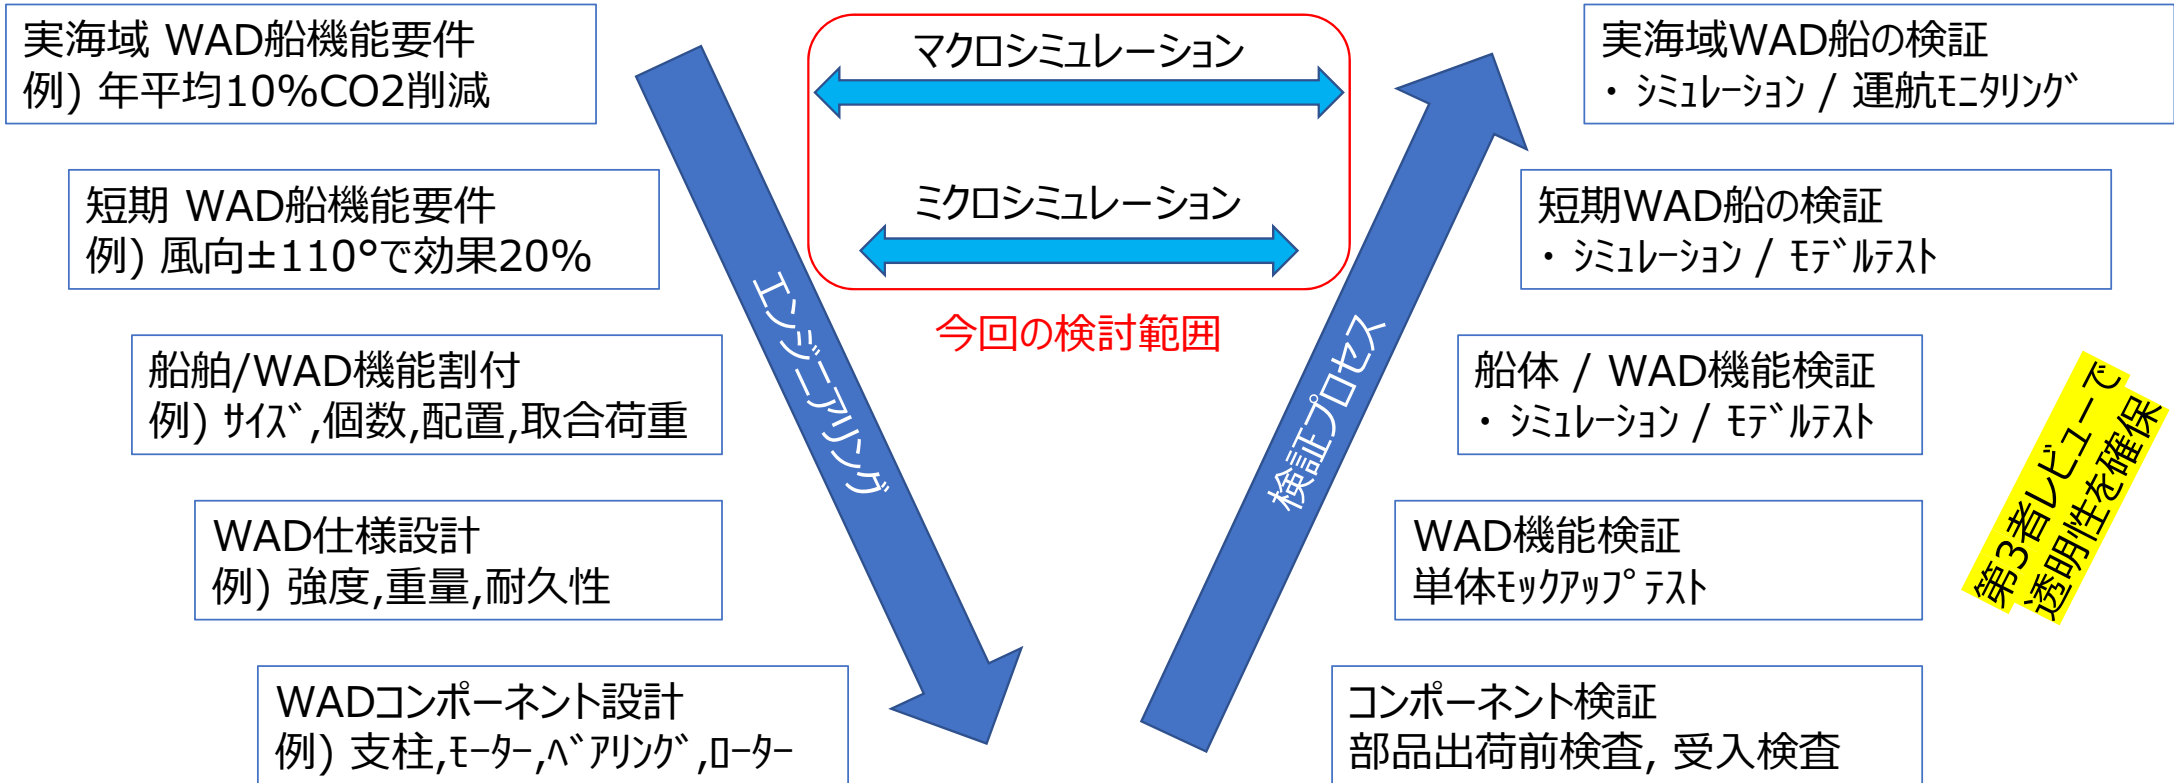 実海域 WAD船機能要件
例) 年平均10%CO2削減
短期 WAD船機能要件
例) 風向±110°で効果20%
船舶/WAD機能割付
例) ｻｲｽﾞ,個数,配置,取合荷重
WAD仕様設計
例) 強度,重量,耐久性
WADコンポーネント設計
例) 支柱,ﾓｰﾀｰ,ﾍﾞｱﾘﾝｸﾞ,ﾛｰﾀｰ
エンジニアリング
マクロシミュレーション
ミクロシミュレーション
今回の検討範囲
検証プロセス
実海域WAD船の検証
・ ｼﾐｭﾚｰｼｮﾝ / 運航ﾓﾆﾀﾘﾝｸﾞ
短期WAD船の検証
・ ｼﾐｭﾚｰｼｮﾝ / ﾓﾃﾞﾙﾃｽﾄ
船体 / WAD機能検証
・ ｼﾐｭﾚｰｼｮﾝ / ﾓﾃﾞﾙﾃｽﾄ
WAD機能検証
単体ﾓｯｸｱｯﾌﾟﾃｽﾄ
コンポーネント検証
部品出荷前検査, 受入検査
第3者レビューで
透明性を確保